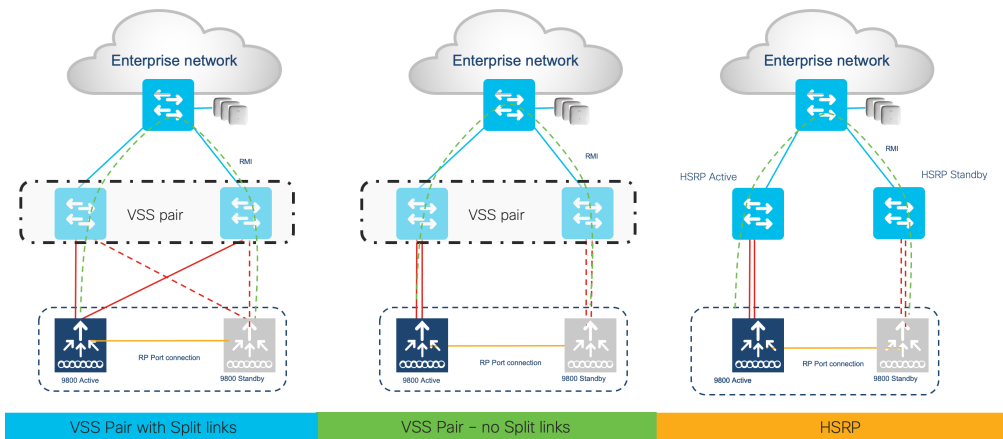 Enterprise network
RMI
VSS pair
RP Port connection
9800 Active
9800 Standby
VSS Pair with Split links
Enterprise network
RMI
VSS pair
RP Port connection
9800 Active
9800 Standby
VSS Pair – no Split links
Enterprise network
RMI
HSRP Active
HSRP Standby
RP Port connection
9800 Active
9800 Standby
HSRP